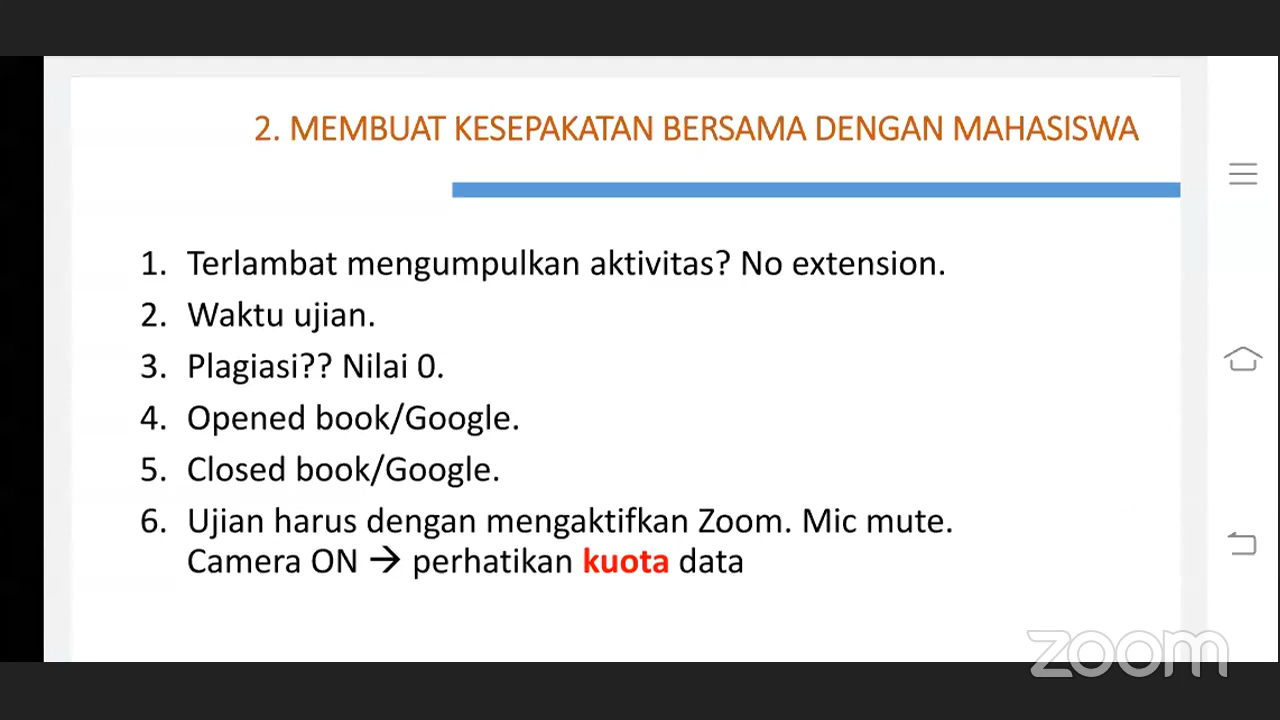 2. MEMBUAT KESEPAKATAN BERSAMA DENGAN MAHASISWA
1. Terlambat mengumpulkan aktivitas? No extension.
2. Waktu ujian.
3. Plagiasi?? Nilai 0.
4. Opened book/Google.
5. Closed book/Google.
6. Ujian harus dengan mengaktifkan Zoom. Mic mute.
Camera ON → perhatikan kuota data
zoom